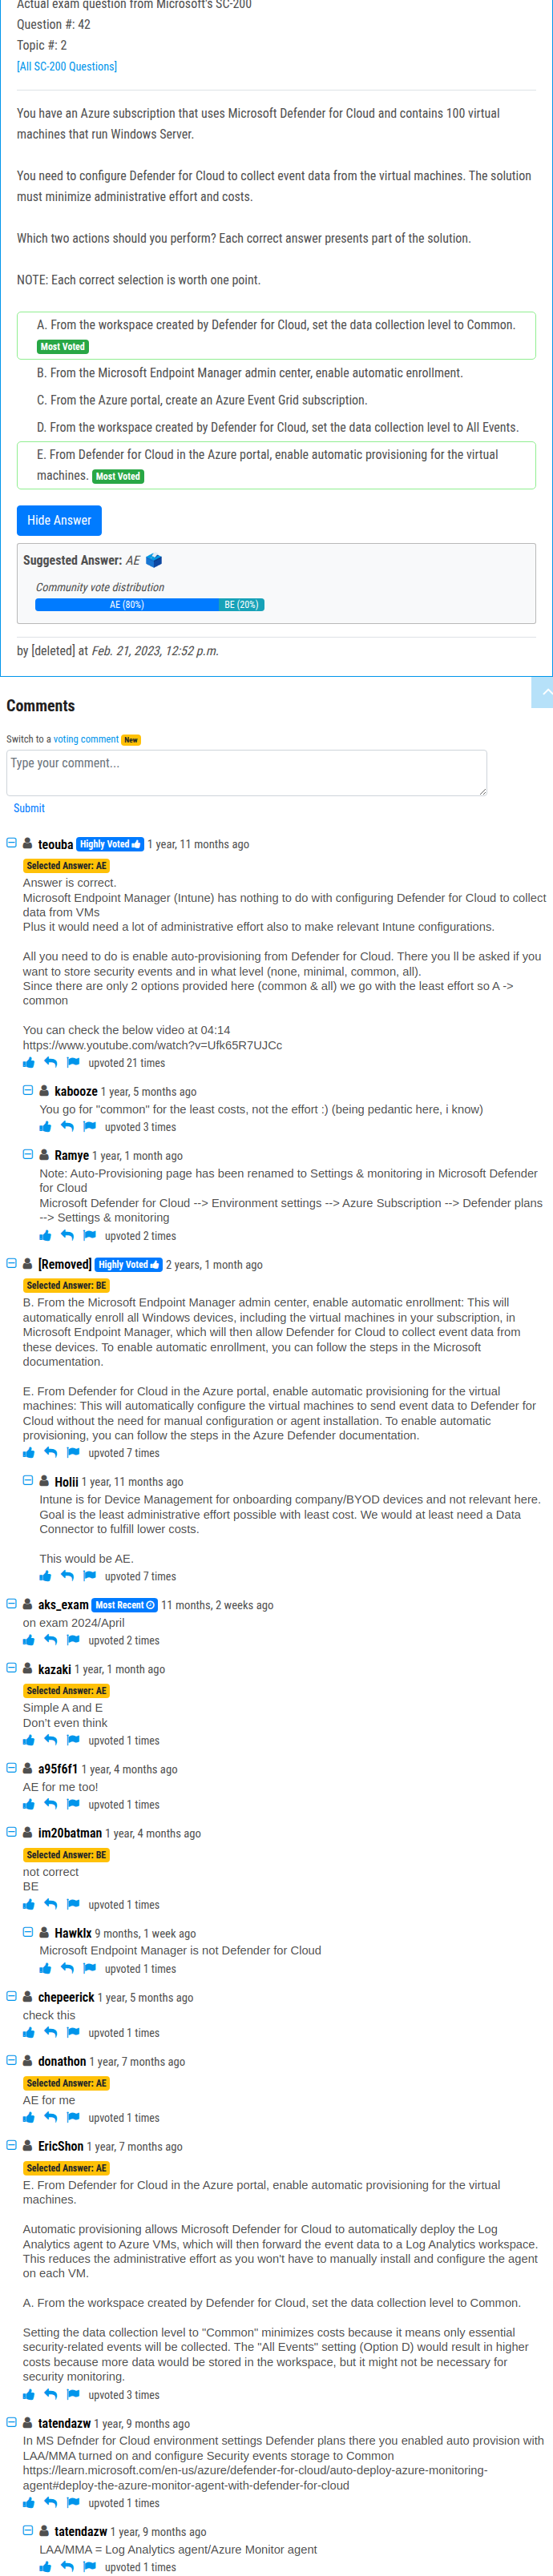 Actual exam question from Microsoft's SC-200
Question #: 42
Topic #: 2
[All SC-200 Questions]
You have an Azure subscription that uses Microsoft Defender for Cloud and contains 100 virtual
machines that run Windows Server.
You need to configure Defender for Cloud to collect event data from the virtual machines. The solution
must minimize administrative effort and costs.
Which two actions should you perform? Each correct answer presents part of the solution.
NOTE: Each correct selection is worth one point.
A. From the workspace created by Defender for Cloud, set the data collection level to Common.
Most Voted
B. From the Microsoft Endpoint Manager admin center, enable automatic enrollment.
C. From the Azure portal, create an Azure Event Grid subscription.
D. From the workspace created by Defender for Cloud, set the data collection level to All Events.
E. From Defender for Cloud in the Azure portal, enable automatic provisioning for the virtual
machines. Most Voted
Hide Answer
Suggested Answer: AE
Community vote distribution
AE (80%) BE (20%)
by [deleted] at Feb. 21, 2023, 12:52 p.m.
Comments
Switch to a voting comment New
Type your comment...
Submit
teouba Highly Voted 1 year, 11 months ago
Selected Answer: AE
Answer is correct.
Microsoft Endpoint Manager (Intune) has nothing to do with configuring Defender for Cloud to collect
data from VMs
Plus it would need a lot of administrative effort also to make relevant Intune configurations.
All you need to do is enable auto-provisioning from Defender for Cloud. There you ll be asked if you
want to store security events and in what level (none, minimal, common, all).
Since there are only 2 options provided here (common & all) we go with the least effort so A ->
common
You can check the below video at 04:14
https://www.youtube.com/watch?v=Ufk65R7UJCc
upvoted 21 times
kabooze 1 year, 5 months ago
You go for "common" for the least costs, not the effort :) (being pedantic here, i know)
upvoted 3 times
Ramye 1 year, 1 month ago
Note: Auto-Provisioning page has been renamed to Settings & monitoring in Microsoft Defender
for Cloud
Microsoft Defender for Cloud --> Environment settings --> Azure Subscription --> Defender plans
--> Settings & monitoring
upvoted 2 times
[Removed] Highly Voted 2 years, 1 month ago
Selected Answer: BE
B. From the Microsoft Endpoint Manager admin center, enable automatic enrollment: This will
automatically enroll all Windows devices, including the virtual machines in your subscription, in
Microsoft Endpoint Manager, which will then allow Defender for Cloud to collect event data from
these devices. To enable automatic enrollment, you can follow the steps in the Microsoft
documentation.
E. From Defender for Cloud in the Azure portal, enable automatic provisioning for the virtual
machines: This will automatically configure the virtual machines to send event data to Defender for
Cloud without the need for manual configuration or agent installation. To enable automatic
provisioning, you can follow the steps in the Azure Defender documentation.
upvoted 7 times
Holii 1 year, 11 months ago
Intune is for Device Management for onboarding company/BYOD devices and not relevant here.
Goal is the least administrative effort possible with least cost. We would at least need a Data
Connector to fulfill lower costs.
This would be AE.
upvoted 7 times
aks_exam Most Recent 11 months, 2 weeks ago
on exam 2024/April
upvoted 2 times
kazaki 1 year, 1 month ago
Selected Answer: AE
Simple A and E
Don't even think
upvoted 1 times
a95f6f1 1 year, 4 months ago
AE for me too!
upvoted 1 times
im20batman 1 year, 4 months ago
Selected Answer: BE
not correct
BE
upvoted 1 times
Hawklx 9 months, 1 week ago
Microsoft Endpoint Manager is not Defender for Cloud
upvoted 1 times
chepeerick 1 year, 5 months ago
check this
upvoted 1 times
donathon 1 year, 7 months ago
Selected Answer: AE
AE for me
upvoted 1 times
EricShon 1 year, 7 months ago
Selected Answer: AE
E. From Defender for Cloud in the Azure portal, enable automatic provisioning for the virtual
machines.
Automatic provisioning allows Microsoft Defender for Cloud to automatically deploy the Log
Analytics agent to Azure VMs, which will then forward the event data to a Log Analytics workspace.
This reduces the administrative effort as you won't have to manually install and configure the agent
on each VM.
A. From the workspace created by Defender for Cloud, set the data collection level to Common.
Setting the data collection level to "Common" minimizes costs because it means only essential
security-related events will be collected. The "All Events" setting (Option D) would result in higher
costs because more data would be stored in the workspace, but it might not be necessary for
security monitoring.
upvoted 3 times
tatendazw 1 year, 9 months ago
In MS Defnder for Cloud environment settings Defender plans there you enabled auto provision with
LAA/MMA turned on and configure Security events storage to Common
https://learn.microsoft.com/en-us/azure/defender-for-cloud/auto-deploy-azure-monitoring-
agent#deploy-the-azure-monitor-agent-with-defender-for-cloud
upvoted 1 times
tatendazw 1 year, 9 months ago
LAA/MMA = Log Analytics agent/Azure Monitor agent
upvoted 1 times